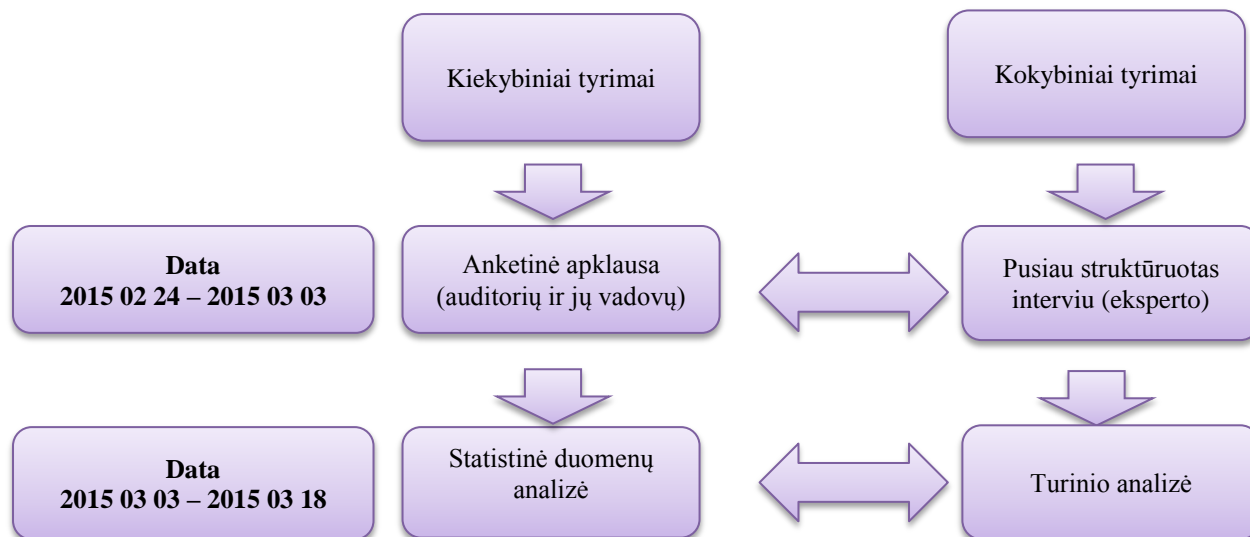 Kiekybiniai tyrimai
Kokybiniai tyrimai
Data
2015 02 24 – 2015 03 03
Anketinė apklausa
(auditorių ir jų vadovų)
Pusiau struktūruotas
interviu (eksperto)
Data
2015 03 03 – 2015 03 18
Statistinė duomenų
analizė
Turinio analizė